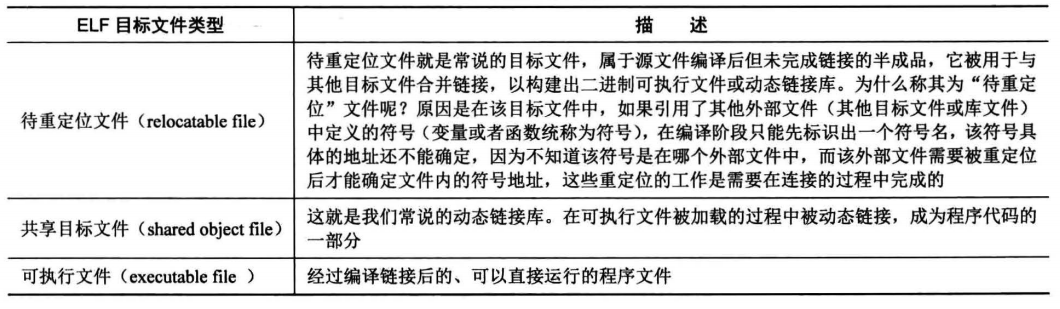 ELF 目标文件类型
描 述
待重定位文件（relocatable file）
待重定位文件就是常说的目标文件，属于源文件编译后但未完成链接的半成品，它被用于与
其他目标文件合并链接，以构建出二进制可执行文件或动态链接库。为什么称其为“待重定
位”文件呢？原因是在该目标文件中，如果引用了其他外部文件（其他目标文件或库文件）
中定义的符号（变量或者函数统称为符号），在编译阶段只能先标识出一个符号名，该符号具
体的地址还不能确定，因为不知道该符号是在哪个外部文件中，而该外部文件需要被重定位
后才能确定文件内的符号地址，这些重定位的工作是需要在连接的过程中完成的
共享目标文件（shared object file）
这就是我们常说的动态链接库。在可执行文件被加载的过程中被动态链接，成为程序代码的
一部分
可执行文件（executable file ）
经过编译链接后的、可以直接运行的程序文件